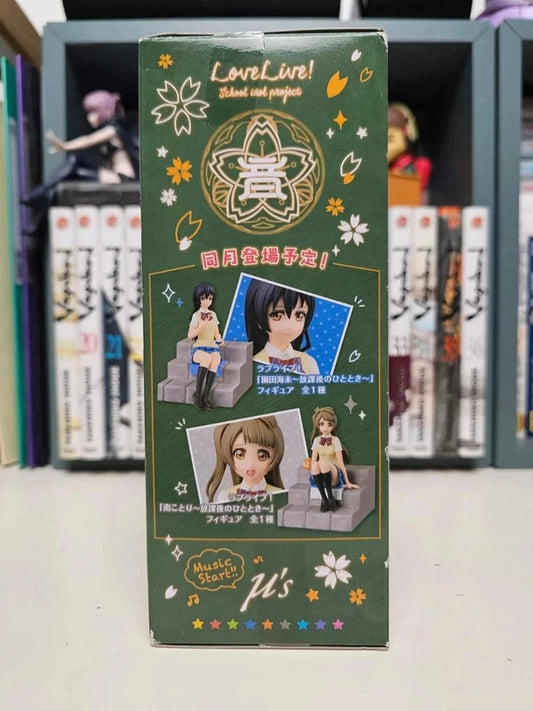 LoveLive!
School idol project
音
同月登場予定!
ラブライブ!
『園田海未~放課後のひととき~』
フィギュア 全1種
ラブライブ!
『南ことり~放課後のひととき~』
フィギュア 全1種
Music
Start!!
μ's
20
21
33